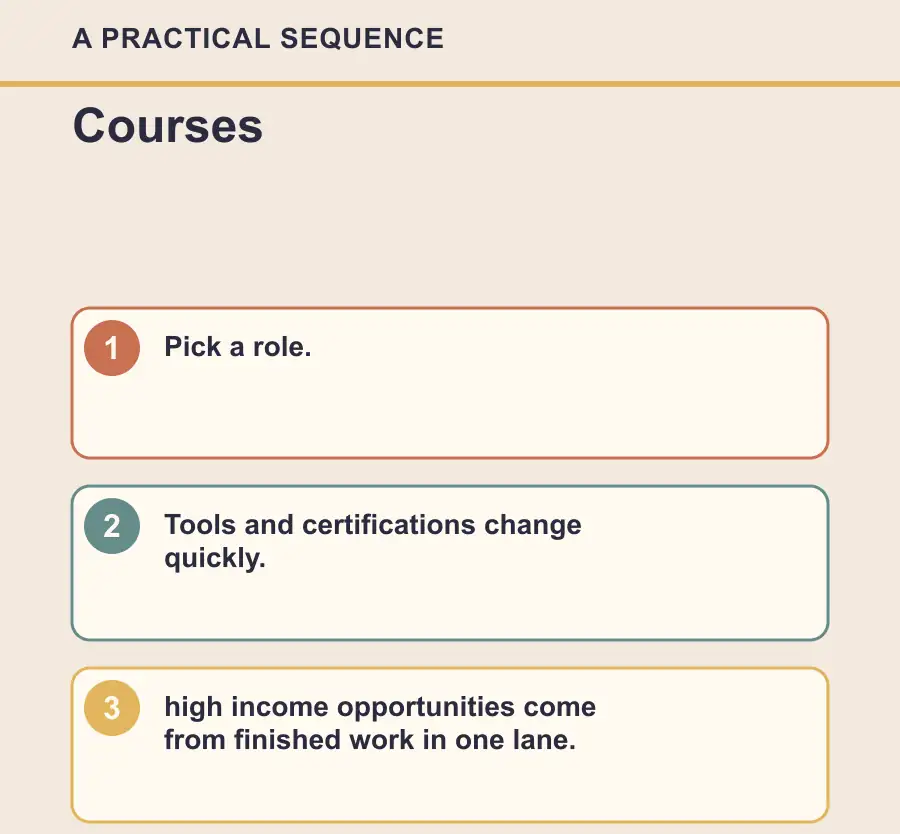 A PRACTICAL SEQUENCE
Courses
1
Pick a role.
2
Tools and certifications change
quickly.
3
high income opportunities come
from finished work in one lane.